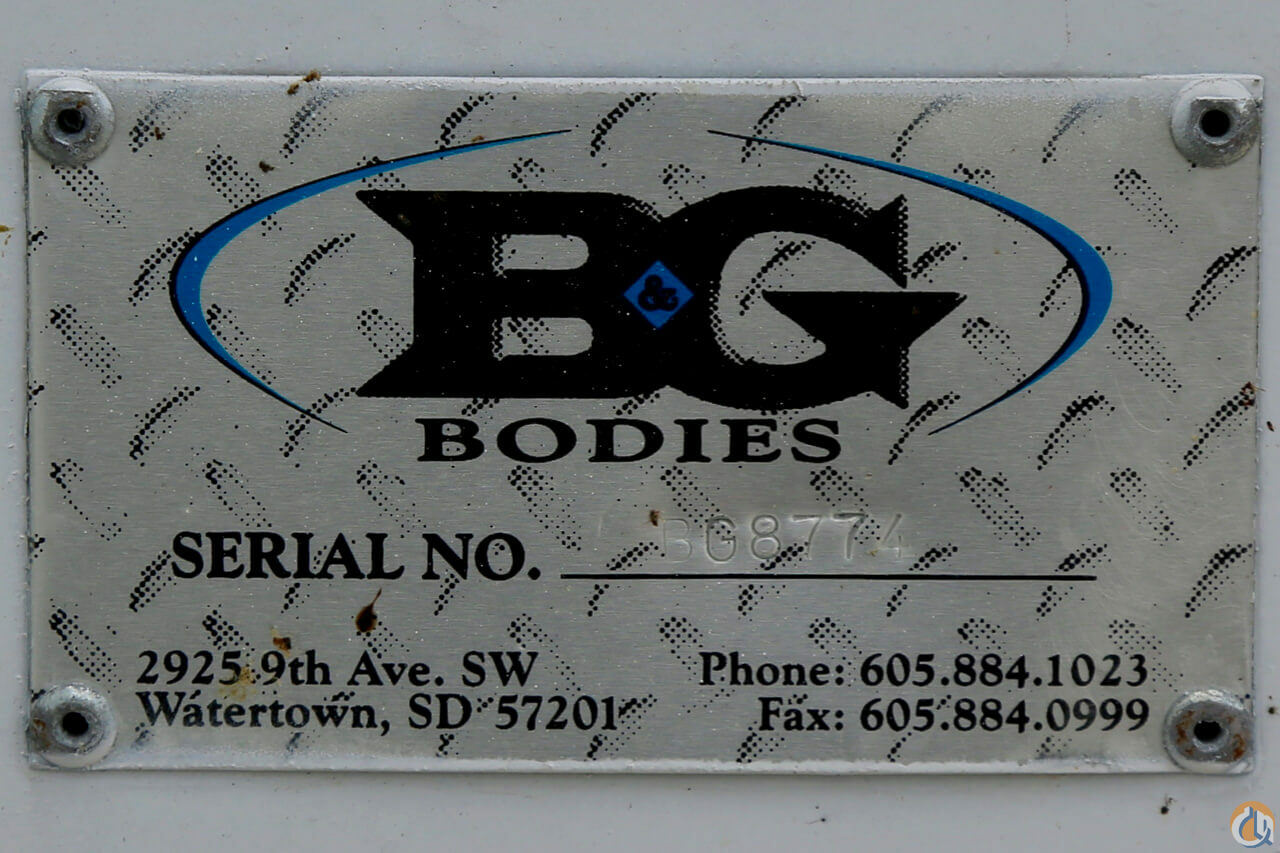 B&G
BODIES
SERIAL NO. BG8774
2925 9th Ave. SW
Watertown, SD 57201
Phone: 605.884.1023
Fax: 605.884.0999